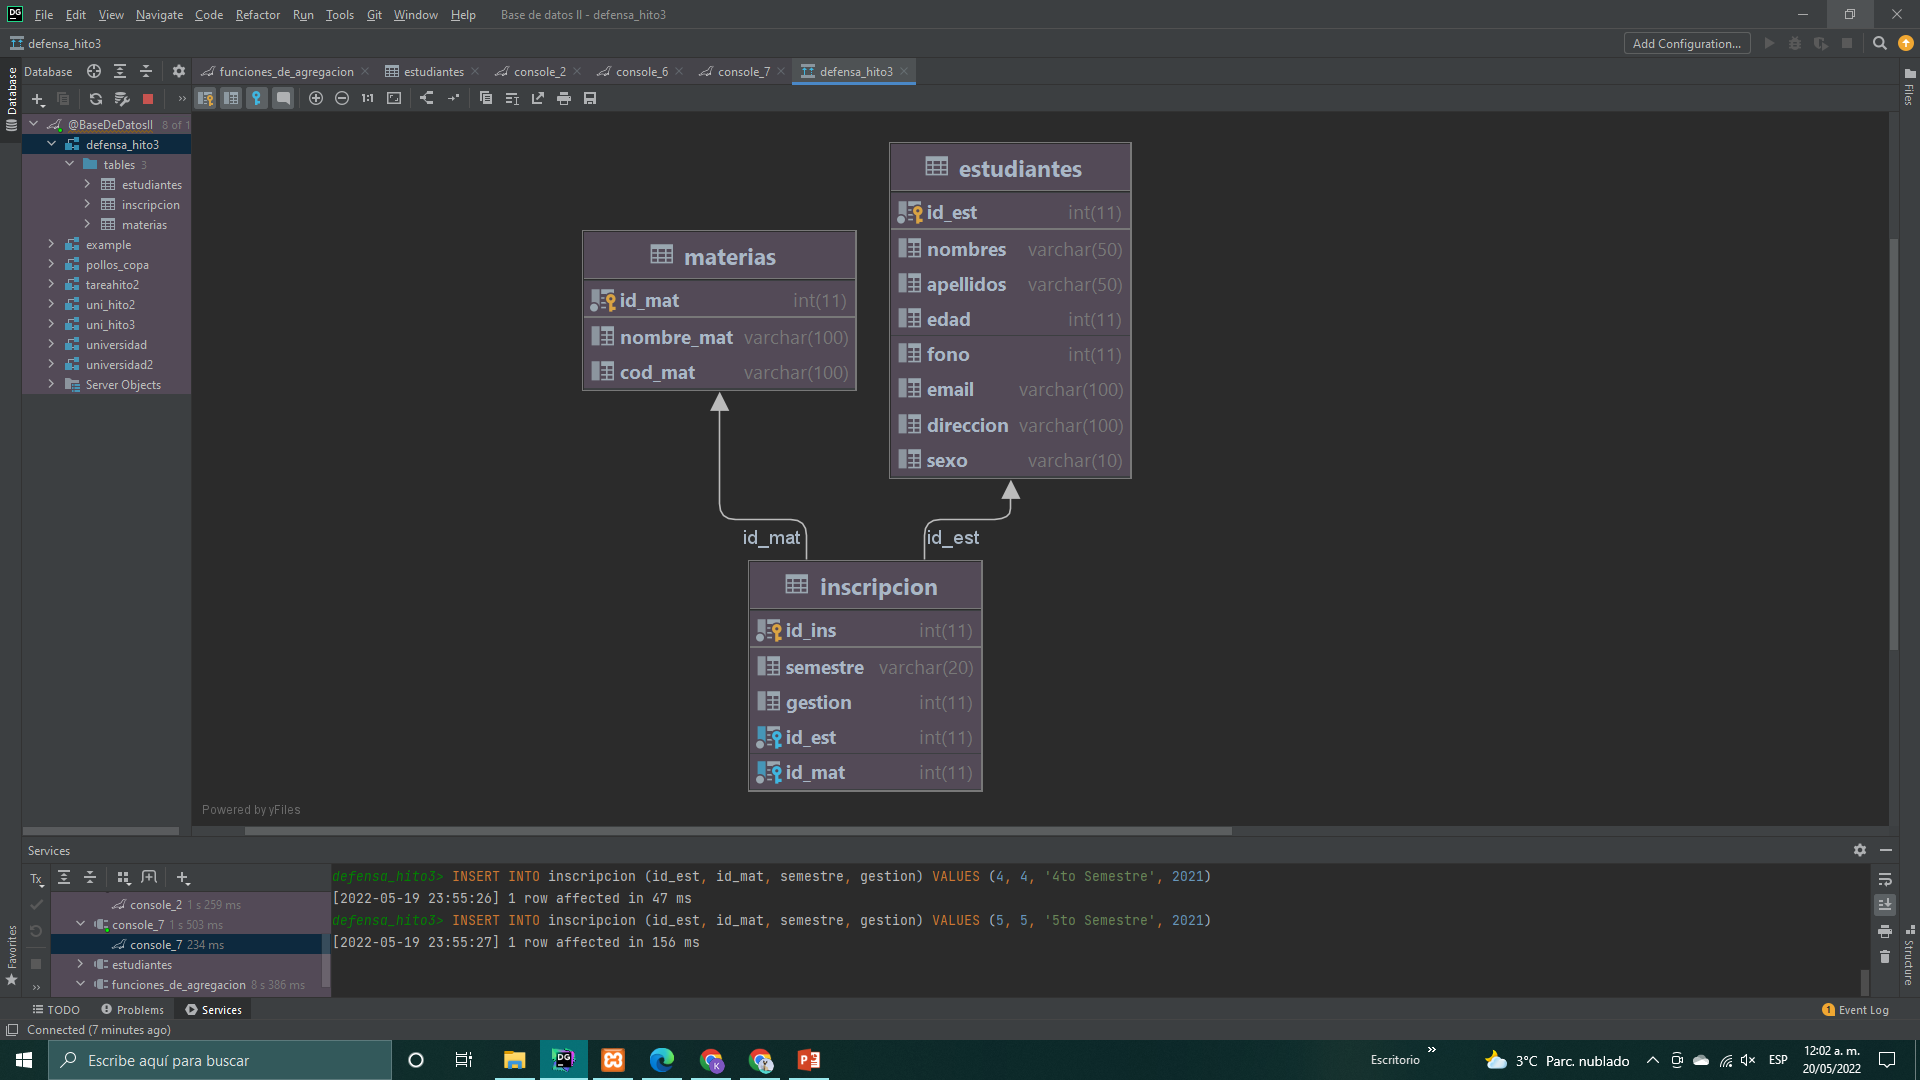 DG File Edit View Navigate Code Refactor Run Tools Git Window Help Base de datos II - defensa_hito3
defensa_hito3 Add Configuration...
Database funciones_de_agregacion estudiantes console_2 console_6 console_7 defensa_hito3
Database
1:1
@BaseDeDatosII 8 of 1
defensa_hito3
tables 3
estudiantes
inscripcion
materias
example
pollos_copa
tareahito2
uni_hito2
uni_hito3
universidad
universidad2
Server Objects
Files
estudiantes
id_est int(11)
nombres varchar(50)
apellidos varchar(50)
edad int(11)
fono int(11)
email varchar(100)
direccion varchar(100)
sexo varchar(10)
materias
id_mat int(11)
nombre_mat varchar(100)
cod_mat varchar(100)
id_mat id_est
inscripcion
id_ins int(11)
semestre varchar(20)
gestion int(11)
id_est int(11)
id_mat int(11)
Powered by yFiles
Services
Tx
console_2 1 s 259 ms
console_7 1 s 503 ms
console_7 234 ms
estudiantes
funciones_de_agregacion 8 s 386 ms
defensa_hito3> INSERT INTO inscripcion (id_est, id_mat, semestre, gestion) VALUES (4, 4, '4to Semestre', 2021)
[2022-05-19 23:55:26] 1 row affected in 47 ms
defensa_hito3> INSERT INTO inscripcion (id_est, id_mat, semestre, gestion) VALUES (5, 5, '5to Semestre', 2021)
[2022-05-19 23:55:27] 1 row affected in 156 ms
Favorites
Structure
TODO Problems Services 1 Event Log
Connected (7 minutes ago)
Escribe aquí para buscar DG Escritorio 3°C Parc. nublado ESP 12:02 a. m.
20/05/2022